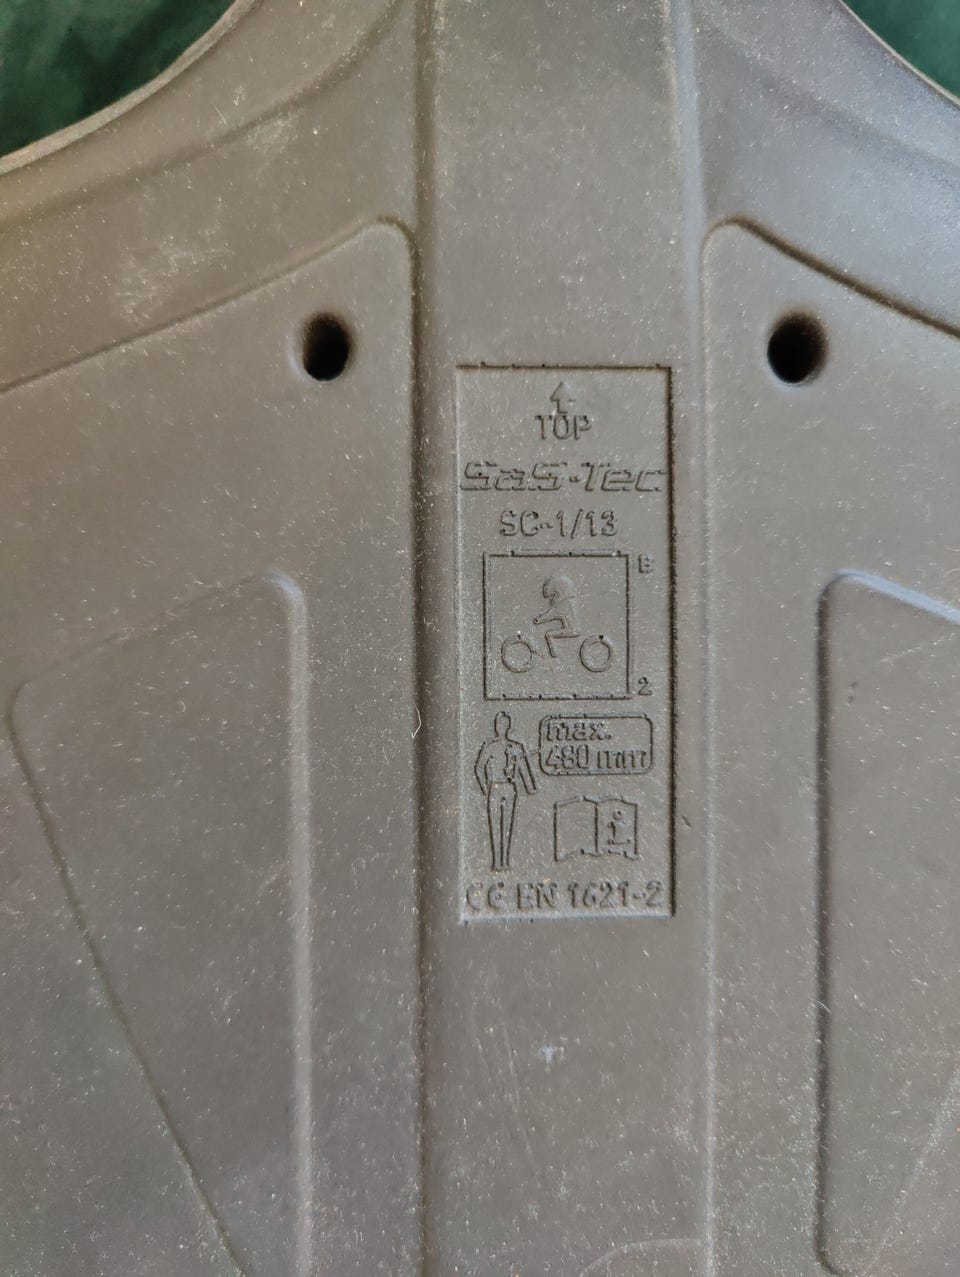 TOP
SaS-Tec
SC-1/13
B
2
max.
480 mm
i
CE EN 1621-2